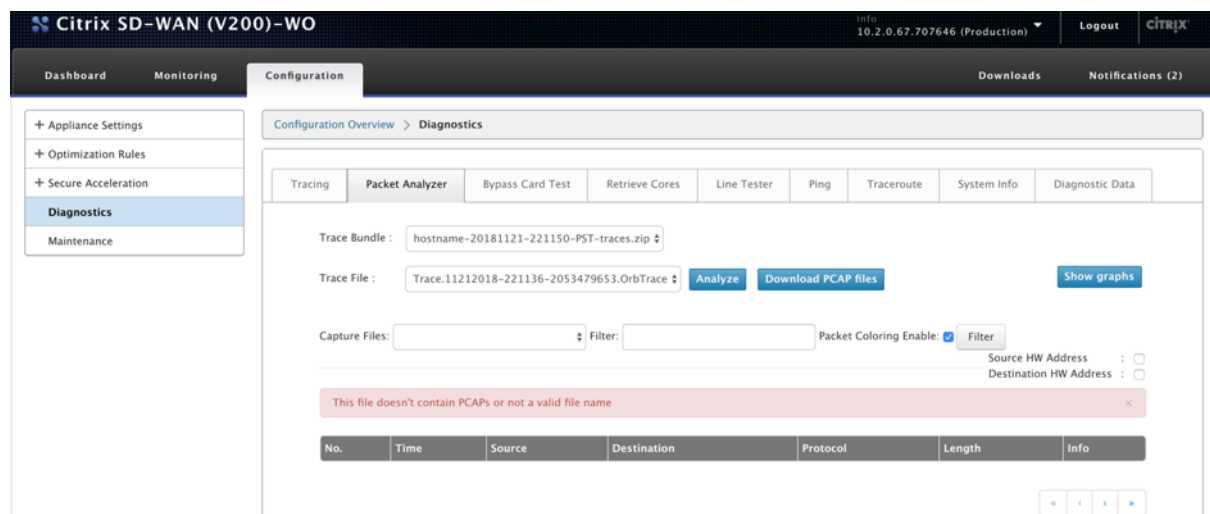 Citrix SD-WAN (V200)-WO
Info
10.2.0.67.707646 (Production)
Logout
CİTRIX
Dashboard Monitoring Configuration Downloads Notifications (2)
+ Appliance Settings
+ Optimization Rules
+ Secure Acceleration
Diagnostics
Maintenance
Configuration Overview > Diagnostics
Tracing Packet Analyzer Bypass Card Test Retrieve Cores Line Tester Ping Traceroute System Info Diagnostic Data
Trace Bundle : hostname-20181121-221150-PST-traces.zip
Trace File : Trace.11212018-221136-2053479653.OrbTrace Analyze Download PCAP files Show graphs
Capture Files: Filter: Packet Coloring Enable: Filter
Source HW Address :
Destination HW Address :
This file doesn't contain PCAPs or not a valid file name ×
No. Time Source Destination Protocol Length Info
« ‹ › »